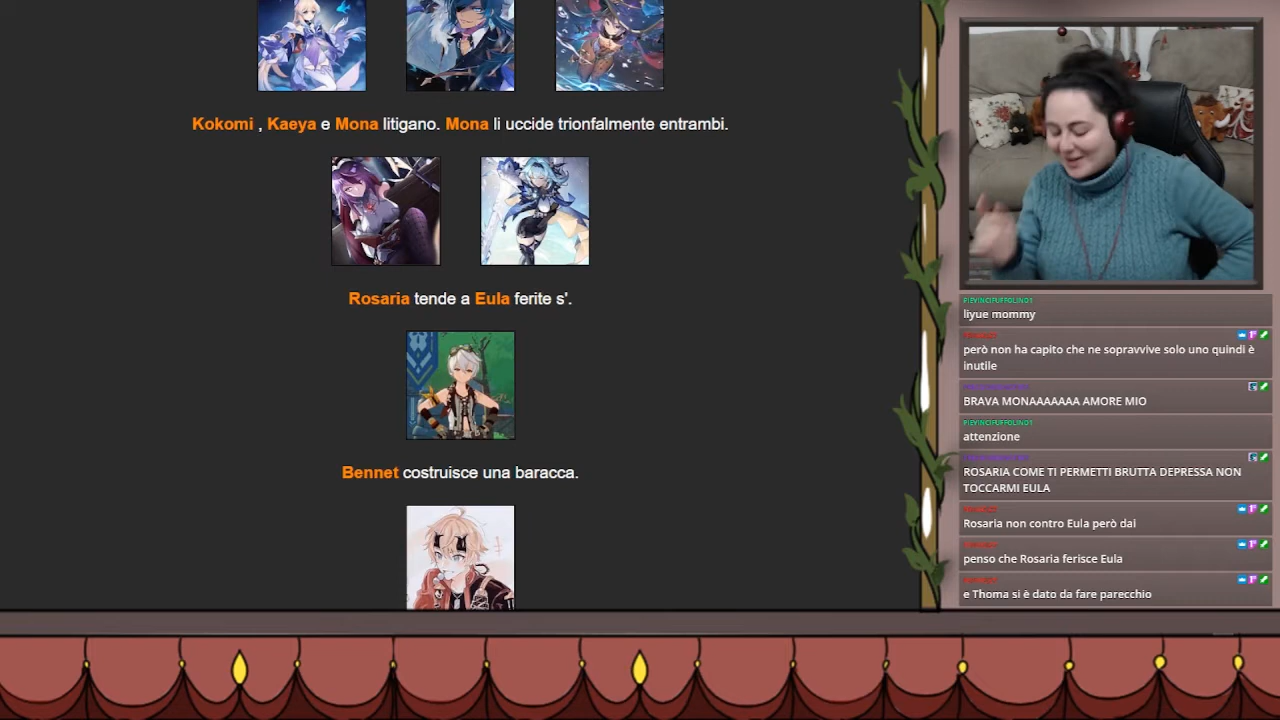 Kokomi , Kaeya e Mona litigano. Mona li uccide trionfalmente entrambi.
Rosaria tende a Eula ferite s'.
Bennet costruisce una baracca.
liyue mommy
però non ha capito che ne sopravvive solo uno quindi è
inutile
BRAVA MONAAAAAAA AMORE MIO
attenzione
ROSARIA COME TI PERMETTI BRUTTA DEPRESSA NON
TOCCARMI EULA
Rosaria non contro Eula però dai
penso che Rosaria ferisce Eula
e Thoma si è dato da fare parecchio